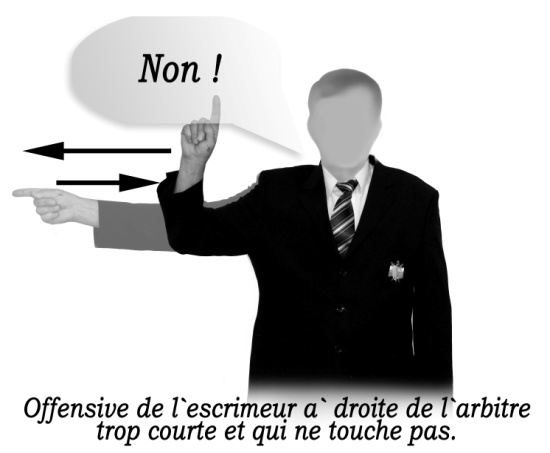 Non !
Offensive de l`escrimeur a` droite de l`arbitre
trop courte et qui ne touche pas.